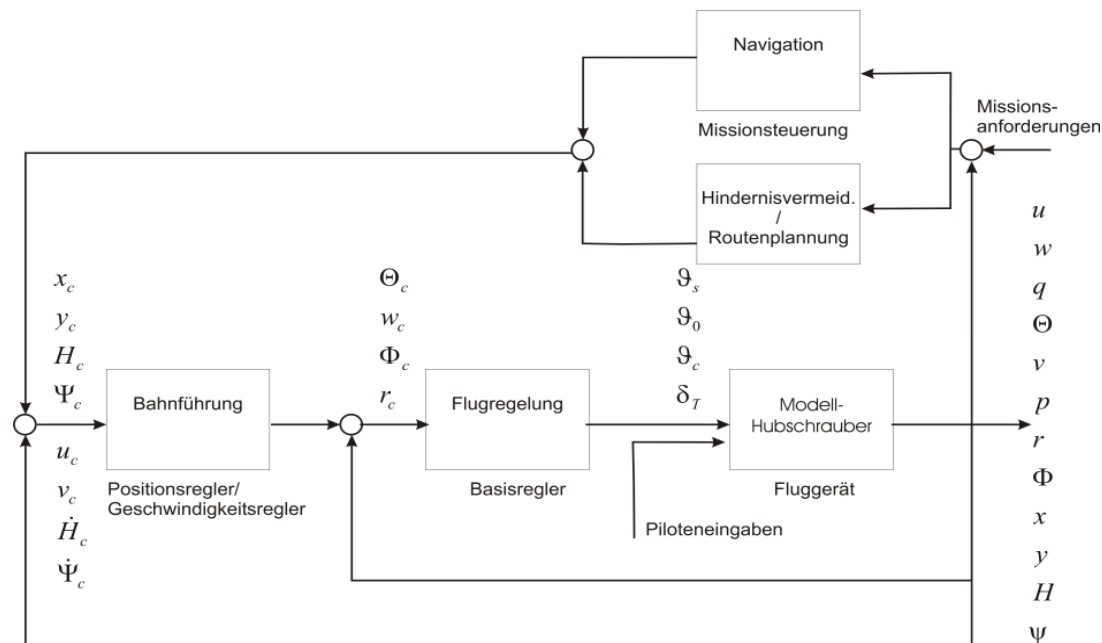 Navigation
Missionsteuerung
Missions-
anforderungen
Hindernisvermeid.
/
Routenplannung
x_c
y_c
H_c
Ψ_c
u_c
v_c
Ḣ_c
Ψ̇_c
Bahnführung
Positionsregler/
Geschwindigkeitsregler
Θ_c
w_c
Φ_c
r_c
Flugregelung
Basisregler
ϑ_s
ϑ_0
ϑ_c
δ_T
Modell-
Hubschrauber
Fluggerät
Piloteneingaben
u
w
q
Θ
v
p
r
Φ
x
y
H
Ψ